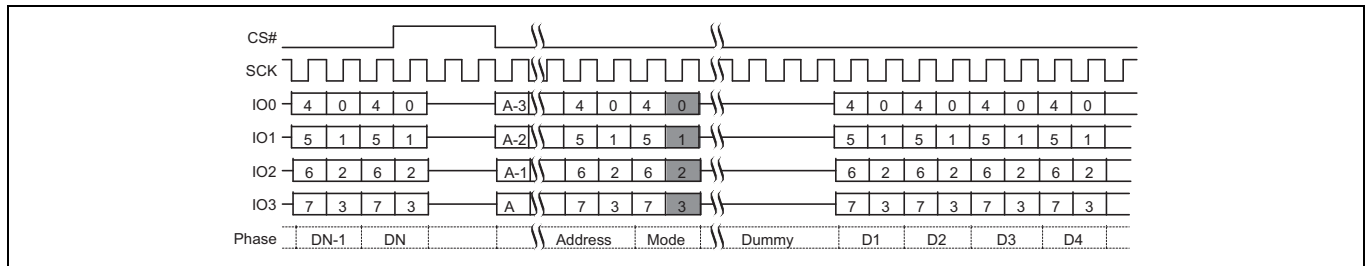 CS#
SCK
IO0 4 0 4 0 A-3 4 0 4 0 4 0 4 0 4 0 4 0
IO1 5 1 5 1 A-2 5 1 5 1 5 1 5 1 5 1 5 1
IO2 6 2 6 2 A-1 6 2 6 2 6 2 6 2 6 2 6 2
IO3 7 3 7 3 A 7 3 7 3 7 3 7 3 7 3 7 3
Phase DN-1 DN Address Mode Dummy D1 D2 D3 D4